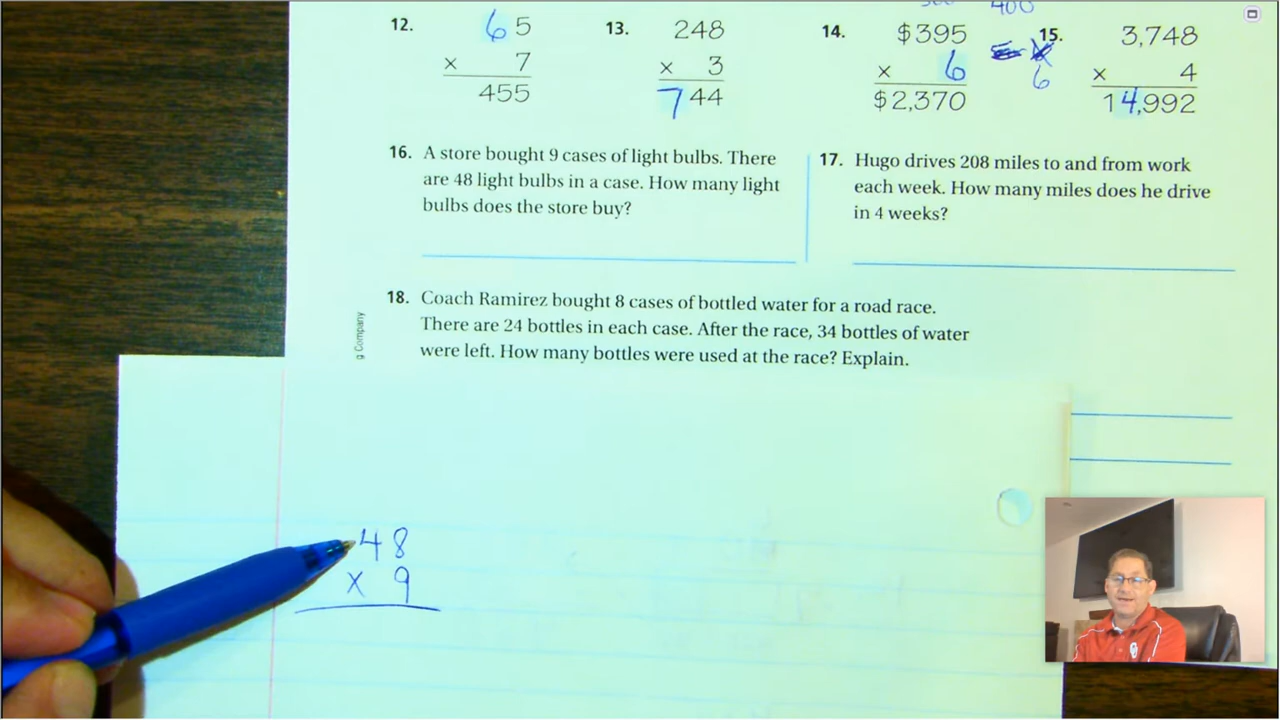 400
12. 65
x 7
455
13. 248
x 3
744
14. $395
x 6
$2,370
6
15. 3,748
x 4
14,992
16. A store bought 9 cases of light bulbs. There
are 48 light bulbs in a case. How many light
bulbs does the store buy?
17. Hugo drives 208 miles to and from work
each week. How many miles does he drive
in 4 weeks?
18. Coach Ramirez bought 8 cases of bottled water for a road race.
There are 24 bottles in each case. After the race, 34 bottles of water
were left. How many bottles were used at the race? Explain.
g Company
48
x 9